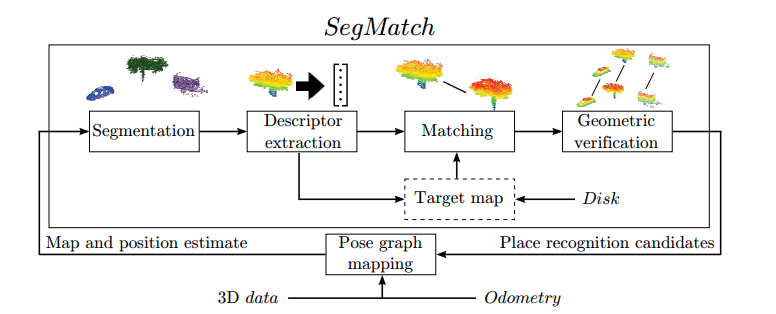 SegMatch
Segmentation
Descriptor
extraction
Matching
Geometric
verification
Target map
Disk
Map and position estimate
Pose graph
mapping
Place recognition candidates
3D data
Odometry